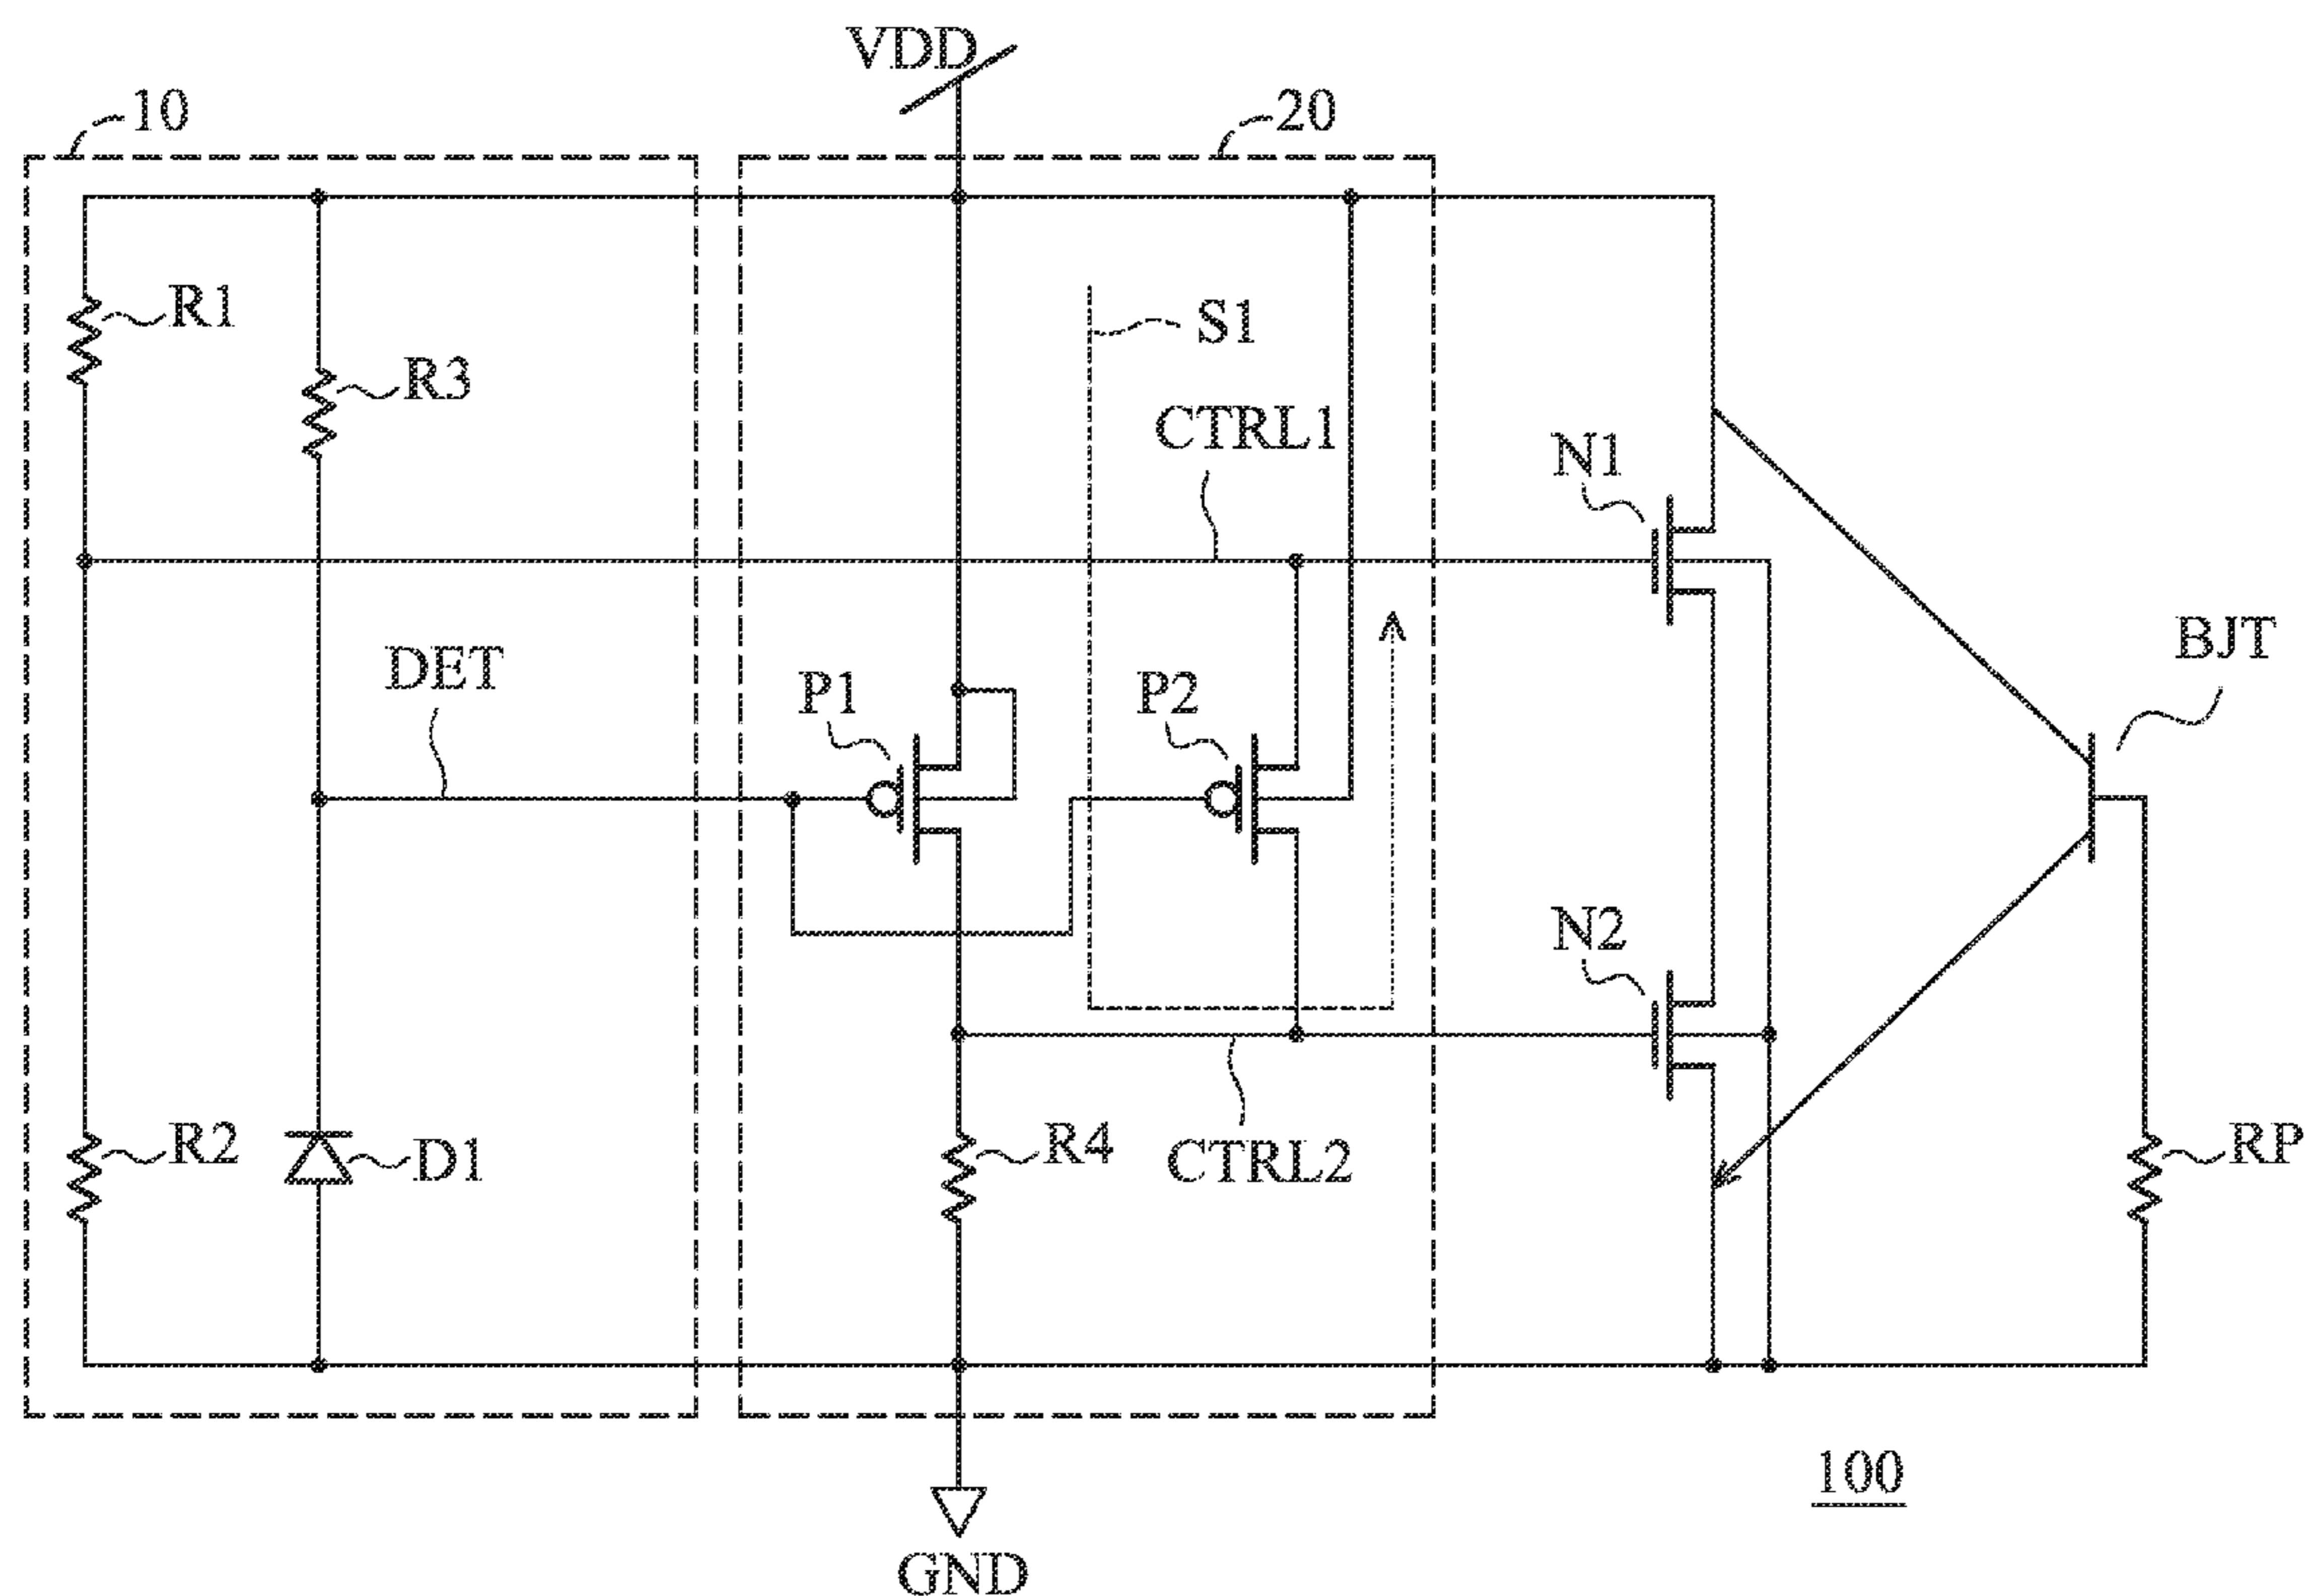 VDD
10
20
R1
S1
R3
CTRL1
N1
BJT
DET
P1
P2
N2
R2
D1
R4
CTRL2
RP
100
GND